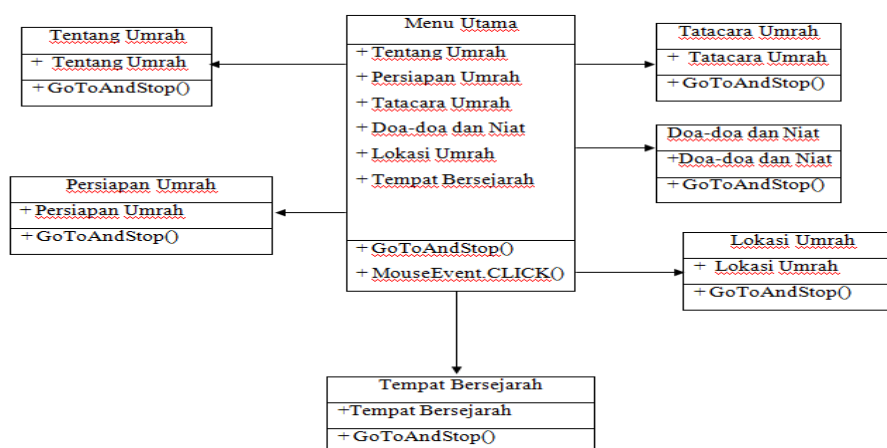 Menu Utama
+ Tentang Umrah
+ Persiapan Umrah
+ Tatacara Umrah
+ Doa-doa dan Niat
+ Lokasi Umrah
+ Tempat Bersejarah
+ GoToAndStop()
+ MouseEvent.CLICK()
Tentang Umrah
+ Tentang Umrah
+ GoToAndStop()
Persiapan Umrah
+ Persiapan Umrah
+ GoToAndStop()
Tatacara Umrah
+ Tatacara Umrah
+ GoToAndStop()
Doa-doa dan Niat
+Doa-doa dan Niat
+ GoToAndStop()
Lokasi Umrah
+ Lokasi Umrah
+ GoToAndStop()
Tempat Bersejarah
+Tempat Bersejarah
+ GoToAndStop()